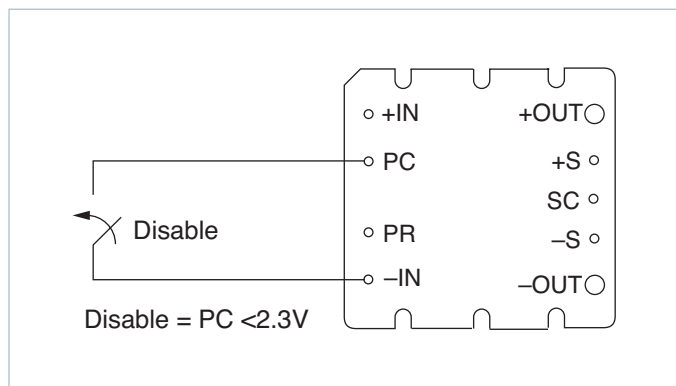 +IN
+OUT
PC
+S
SC
Disable
PR
–S
–IN
–OUT
Disable = PC <2.3V